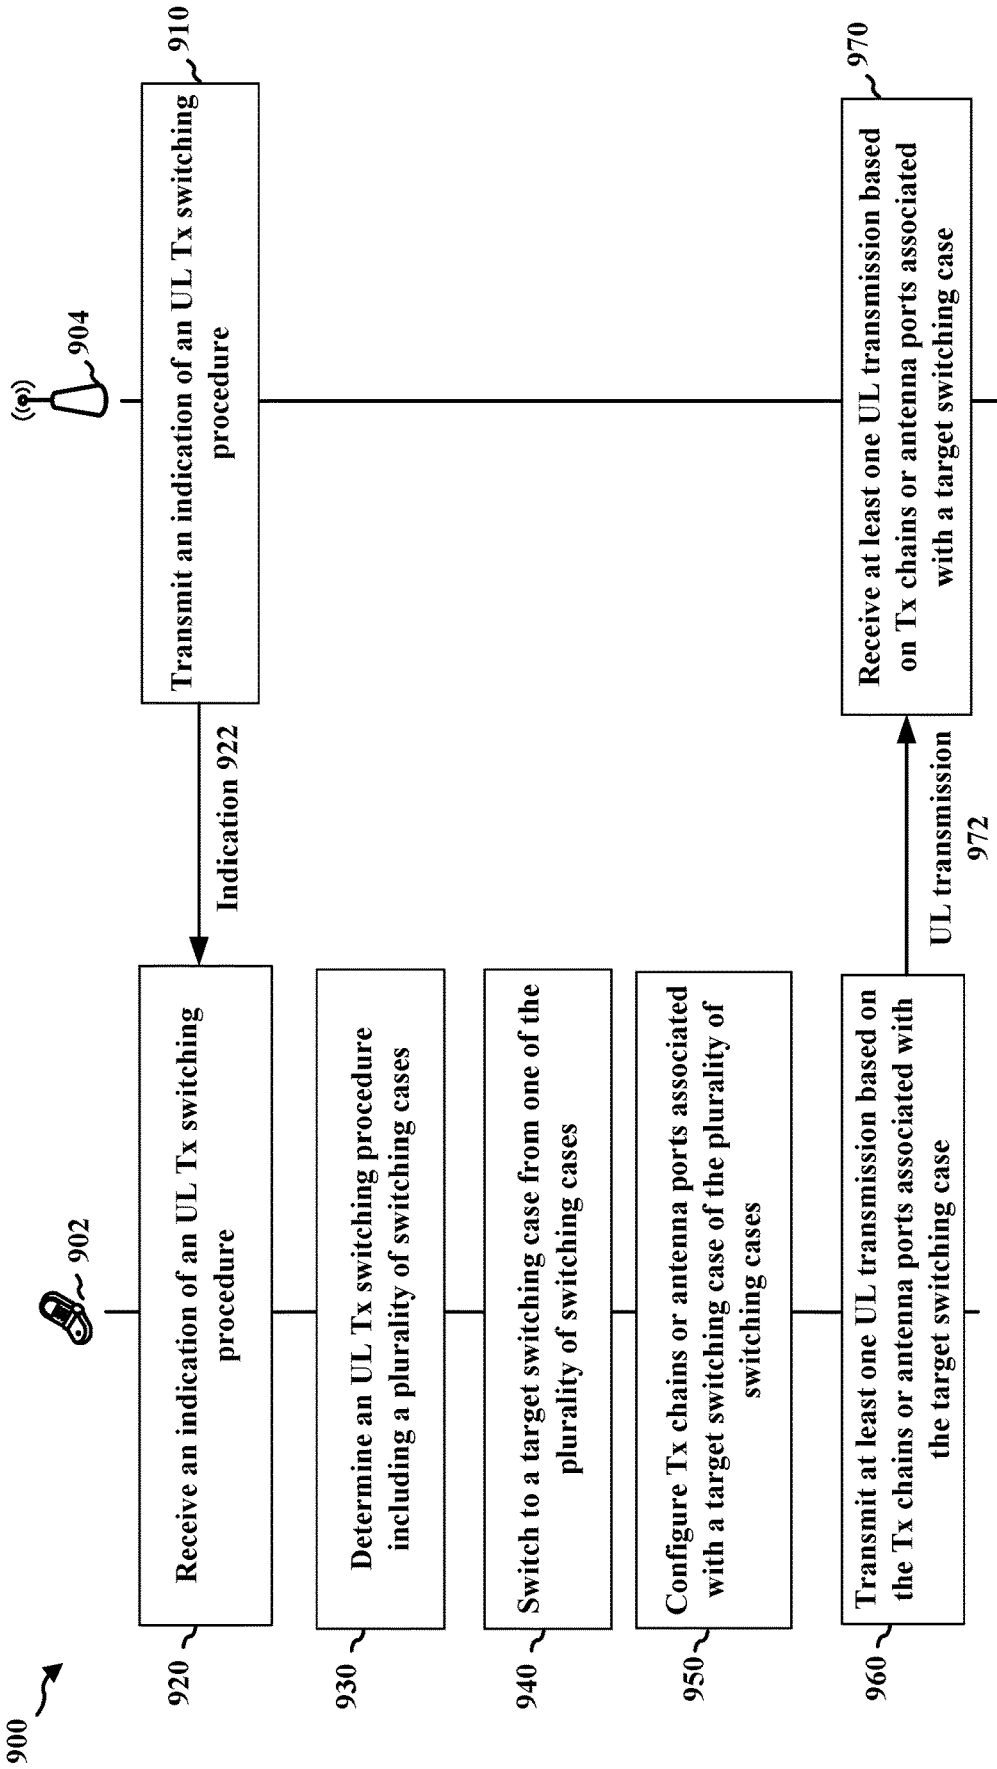 900
902
904
910
Transmit an indication of an UL Tx switching
procedure
Indication 922
920
Receive an indication of an UL Tx switching
procedure
930
Determine an UL Tx switching procedure
including a plurality of switching cases
940
Switch to a target switching case from one of the
plurality of switching cases
950
Configure Tx chains or antenna ports associated
with a target switching case of the plurality of
switching cases
960
Transmit at least one UL transmission based on
the Tx chains or antenna ports associated with
the target switching case
UL transmission
972
970
Receive at least one UL transmission based
on Tx chains or antenna ports associated
with a target switching case